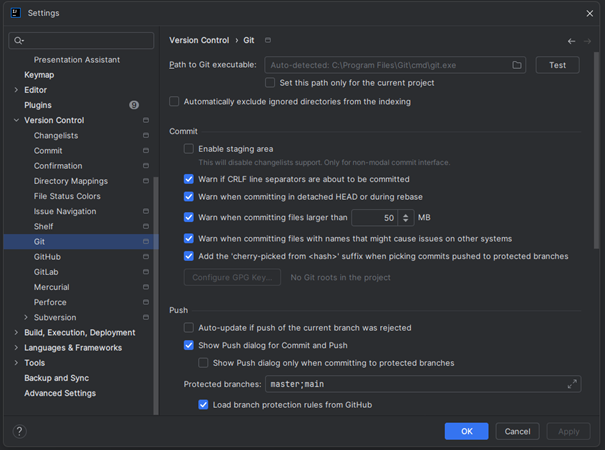 Settings
Version Control › Git
Presentation Assistant
Keymap
Editor
Plugins 9
Version Control
Changelists
Commit
Confirmation
Directory Mappings
File Status Colors
Issue Navigation
Shelf
Git
GitHub
GitLab
Mercurial
Perforce
Subversion
Build, Execution, Deployment
Languages & Frameworks
Tools
Backup and Sync
Advanced Settings
Path to Git executable: Auto-detected: C:\Program Files\Git\cmd\git.exe Test
Set this path only for the current project
Automatically exclude ignored directories from the indexing
Commit
Enable staging area
This will disable changelists support. Only for non-modal commit interface.
Warn if CRLF line separators are about to be committed
Warn when committing in detached HEAD or during rebase
Warn when committing files larger than 50 MB
Warn when committing files with names that might cause issues on other systems
Add the 'cherry-picked from <hash>' suffix when picking commits pushed to protected branches
Configure GPG Key... No Git roots in the project
Push
Auto-update if push of the current branch was rejected
Show Push dialog for Commit and Push
Show Push dialog only when committing to protected branches
Protected branches: master;main
Load branch protection rules from GitHub
? OK Cancel Apply